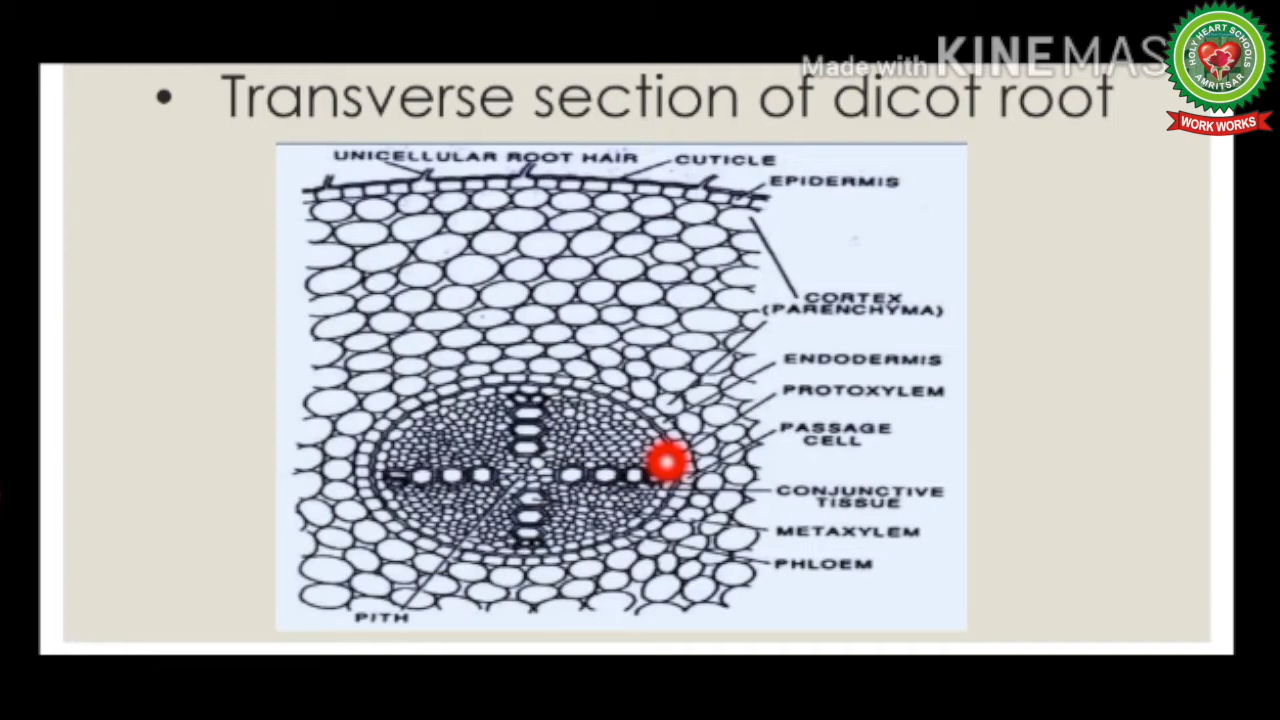 Made with KINEMAS
HOLY HEART SCHOOLS
AMRITSAR
WORK WORKS
• Transverse section of dicot root
UNICELLULAR ROOT HAIR
CUTICLE
EPIDERMIS
CORTEX
(PARENCHYMA)
ENDODERMIS
PROTOXYLEM
PASSAGE
CELL
CONJUNCTIVE
TISSUE
METAXYLEM
PHLOEM
PITH